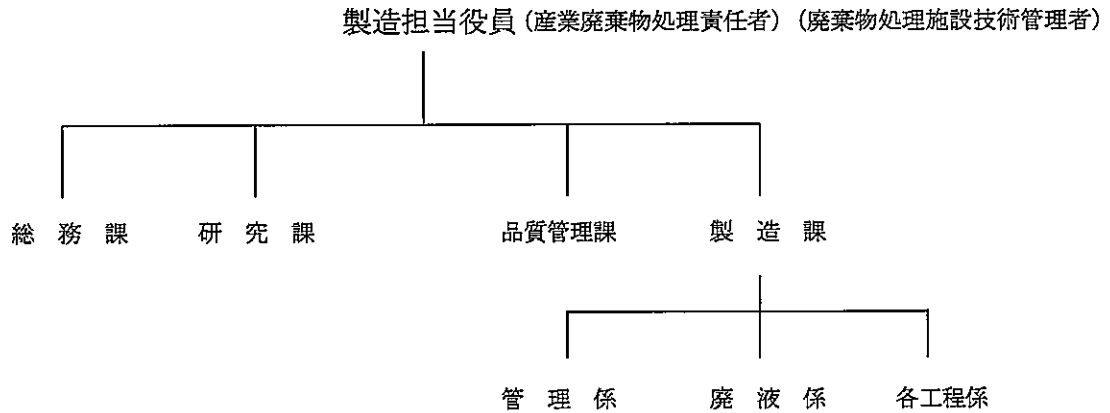 製造担当役員（産業廃棄物処理責任者）（廃棄物処理施設技術管理者）
総務課 研究課 品質管理課 製造課
管理係 廃液係 各工程係